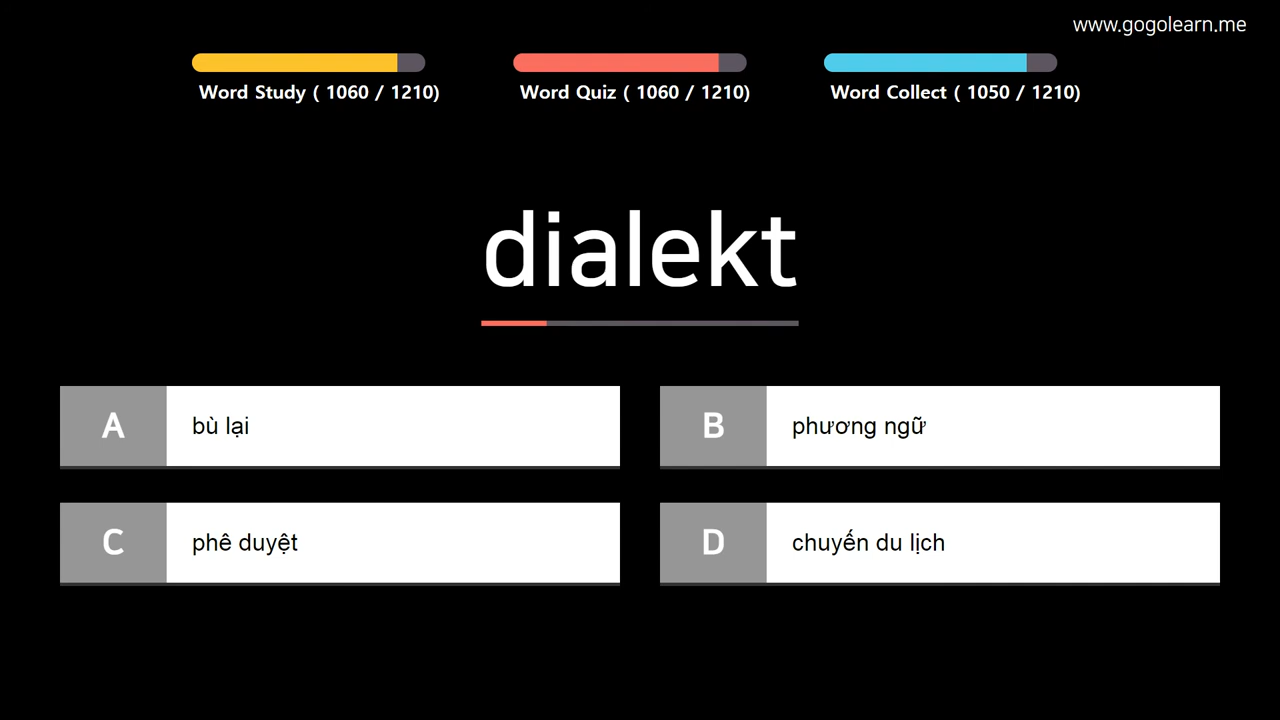 www.gogolearn.me
Word Study ( 1060 / 1210)
Word Quiz ( 1060 / 1210)
Word Collect ( 1050 / 1210)
dialekt
A bù lại
B phương ngữ
C phê duyệt
D chuyến du lịch